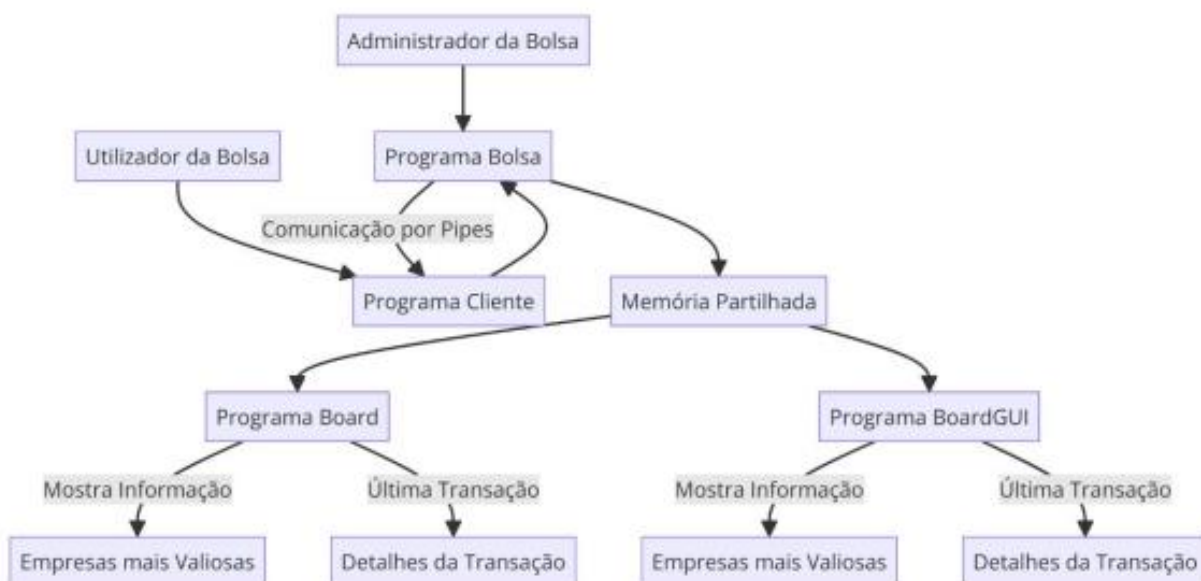 Administrador da Bolsa
Utilizador da Bolsa
Programa Bolsa
Comunicação por Pipes
Programa Cliente
Memória Partilhada
Programa Board
Programa BoardGUI
Mostra Informação
Última Transação
Mostra Informação
Última Transação
Empresas mais Valiosas
Detalhes da Transação
Empresas mais Valiosas
Detalhes da Transação